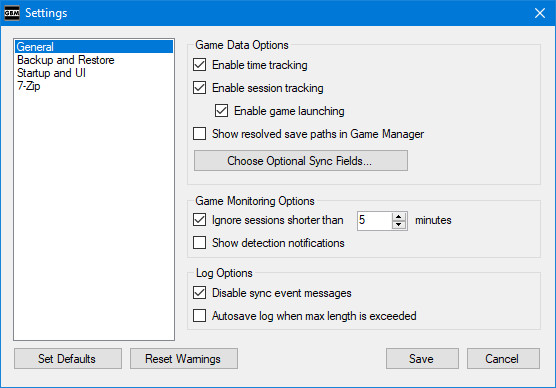 GBM Settings
General
Backup and Restore
Startup and UI
7-Zip
Game Data Options
Enable time tracking
Enable session tracking
Enable game launching
Show resolved save paths in Game Manager
Choose Optional Sync Fields...
Game Monitoring Options
Ignore sessions shorter than 5 minutes
Show detection notifications
Log Options
Disable sync event messages
Autosave log when max length is exceeded
Set Defaults Reset Warnings Save Cancel